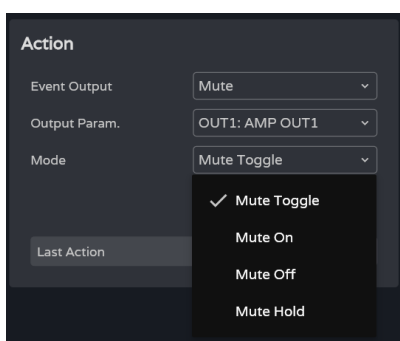 Action
Event Output Mute
Output Param. OUT1: AMP OUT1
Mode Mute Toggle
Mute Toggle
Mute On
Last Action
Mute Off
Mute Hold